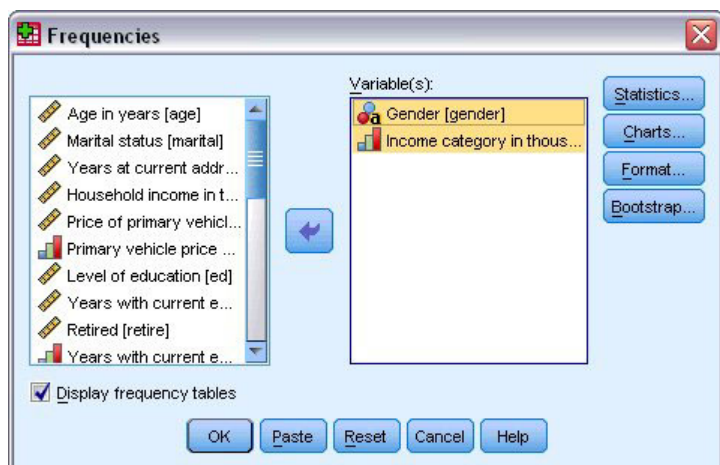 Frequencies
Variable(s):
Age in years [age]
Marital status [marital]
Years at current addr...
Household income in t...
Price of primary vehicl...
Primary vehicle price ...
Level of education [ed]
Years with current e...
Retired [retire]
Years with current e...
a Gender [gender]
Income category in thous...
Statistics...
Charts...
Format...
Bootstrap...
Display frequency tables
OK Paste Reset Cancel Help